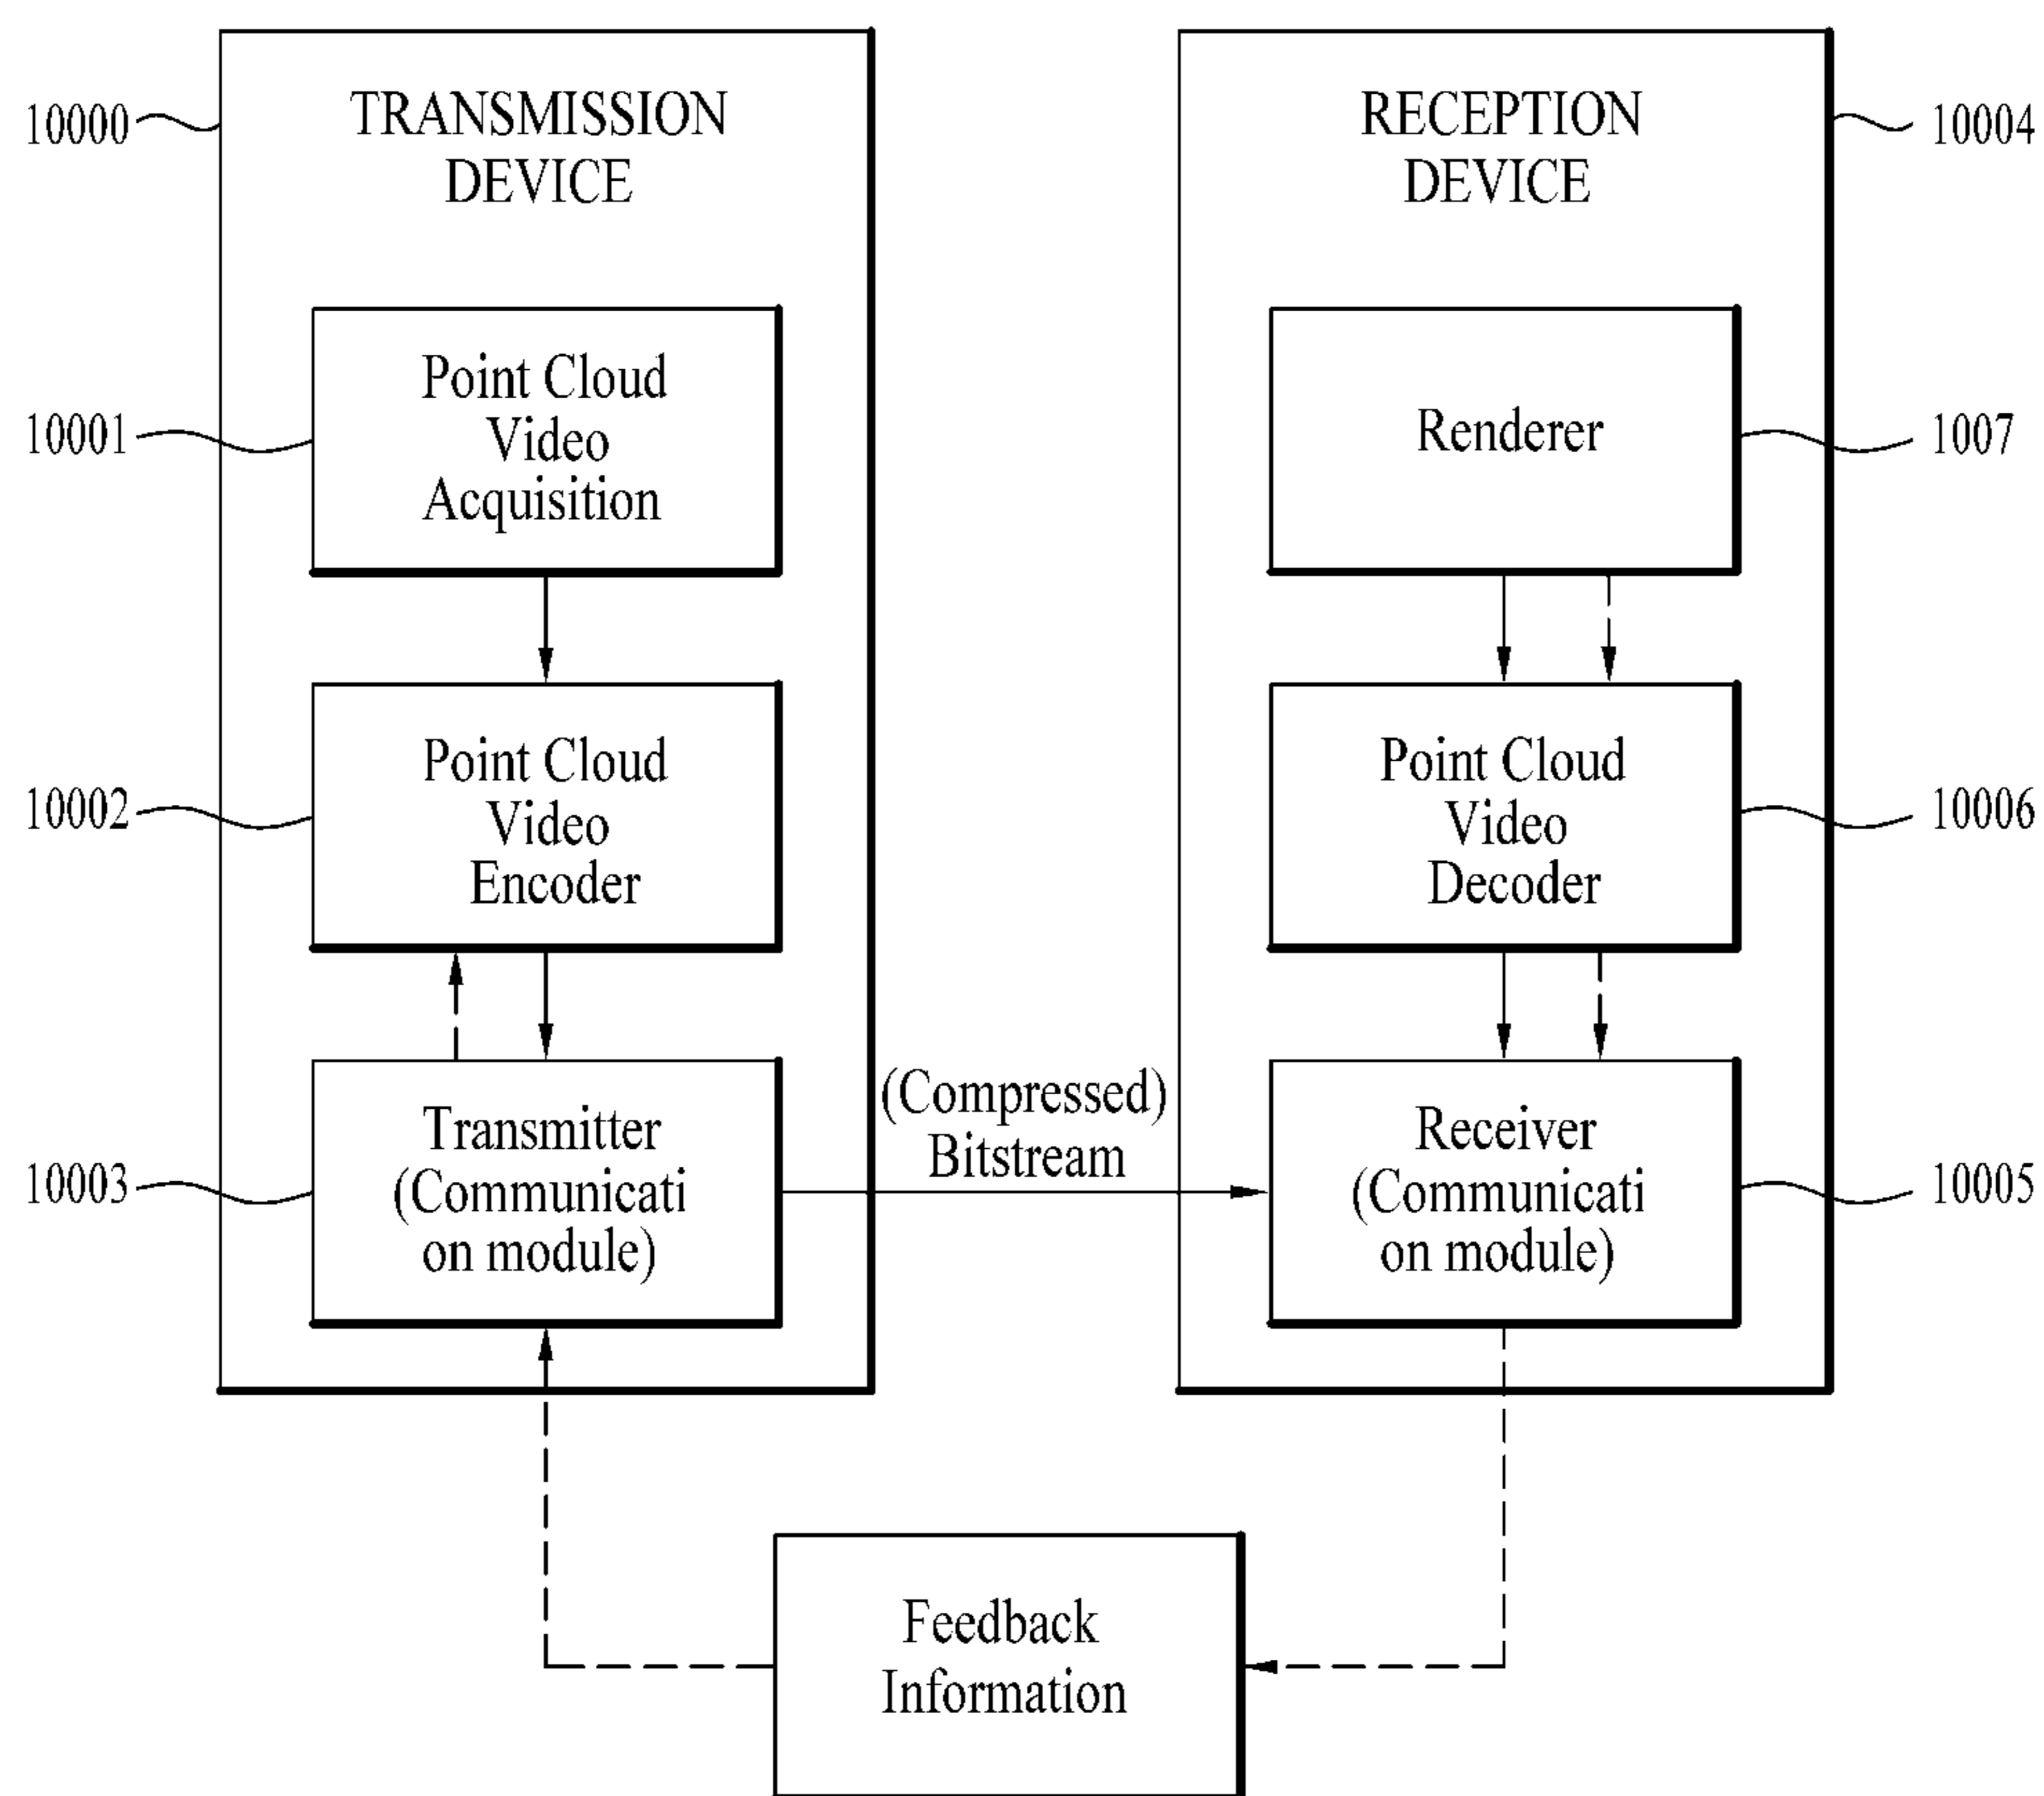 TRANSMISSION
DEVICE
10000
10001
Point Cloud
Video
Acquisition
10002
Point Cloud
Video
Encoder
10003
Transmitter
(Communicati
on module)
(Compressed)
Bitstream
RECEPTION
DEVICE
10004
Renderer
1007
Point Cloud
Video
Decoder
10006
Receiver
(Communicati
on module)
10005
Feedback
Information